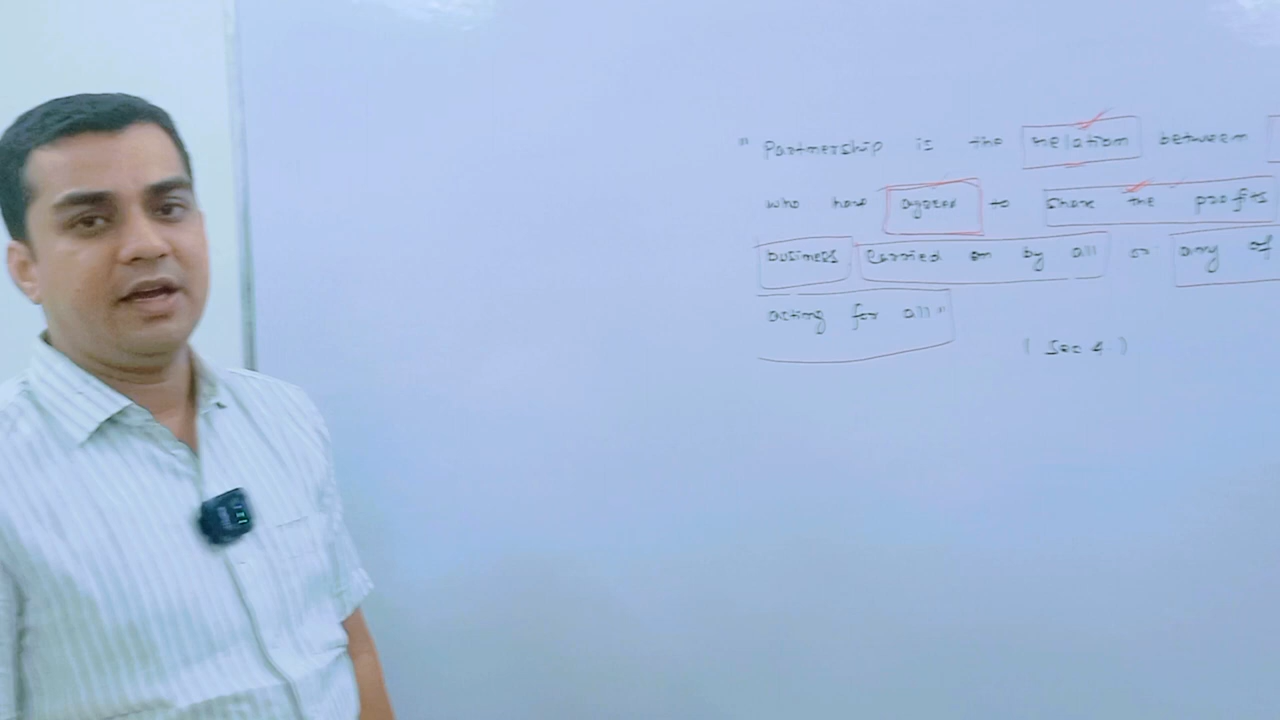 "Partnership is the relation between
who have agreed to share the profits
business carried on by all or any of
acting for all"
(Sec 4.)